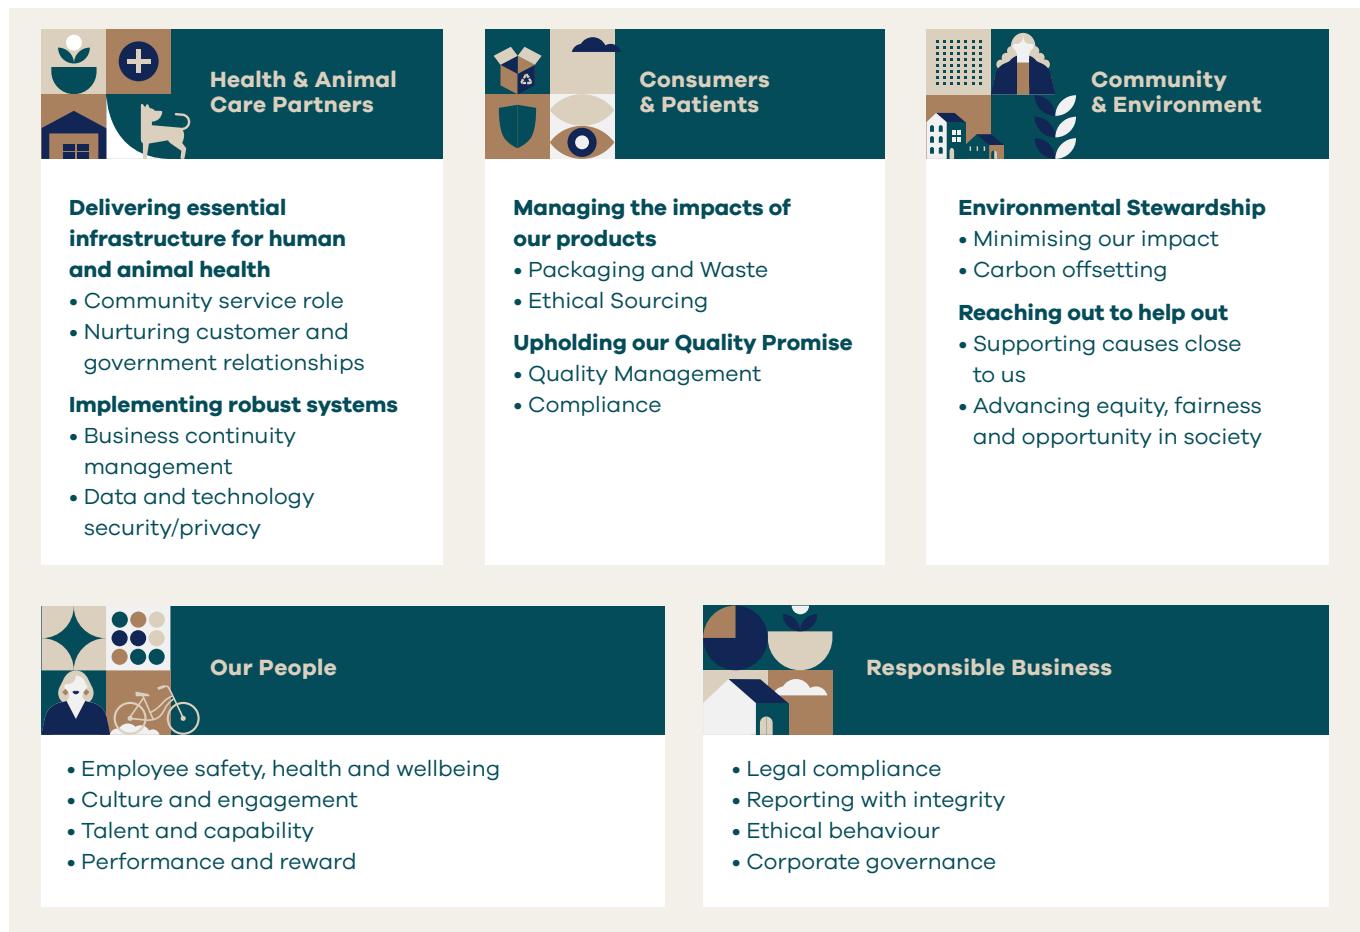 Health & Animal
Care Partners
Delivering essential
infrastructure for human
and animal health
• Community service role
• Nurturing customer and
government relationships
Implementing robust systems
• Business continuity
management
• Data and technology
security/privacy
Consumers
& Patients
Managing the impacts of
our products
• Packaging and Waste
• Ethical Sourcing
Upholding our Quality Promise
• Quality Management
• Compliance
Community
& Environment
Environmental Stewardship
• Minimising our impact
• Carbon offsetting
Reaching out to help out
• Supporting causes close
to us
• Advancing equity, fairness
and opportunity in society
Our People
• Employee safety, health and wellbeing
• Culture and engagement
• Talent and capability
• Performance and reward
Responsible Business
• Legal compliance
• Reporting with integrity
• Ethical behaviour
• Corporate governance